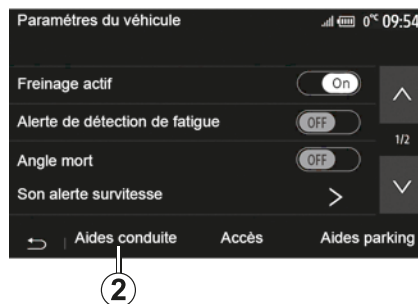 Paramètres du véhicule 0°C 09:54
Freinage actif On
Alerte de détection de fatigue OFF
1/2
Angle mort OFF
Son alerte survitesse
Aides conduite Accès Aides parking
2